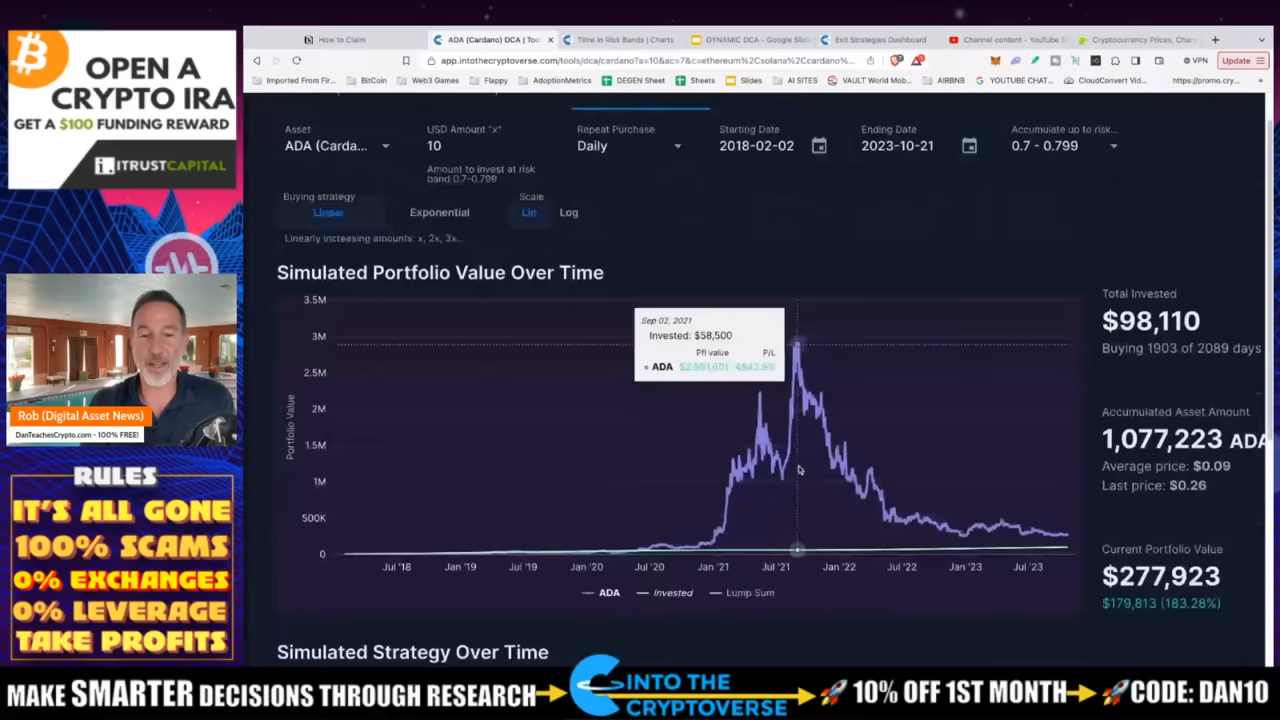 OPEN A
CRYPTO IRA
GET A $100 FUNDING REWARD
ITRUSTCAPITAL
Rob (Digital Asset News)
DanTeachesCrypto.com - 100% FREE!
RULES
IT'S ALL GONE
100% SCAMS
0% EXCHANGES
0% LEVERAGE
TAKE PROFITS
How to Claim
ADA (Cardano) DCA | Too
Time in Risk Bands | Charts
DYNAMIC DCA - Google Slid
Exit Strategies Dashboard
Channel content - YouTube S
Cryptocurrency Prices, Char
app.intothecryptoverse.com/tools/dca/cardano?a=10&ac=7&c=ethereum%2Csolana%2Ccardano%...
VPN
Update
Imported From Fir...
BitCoin
Web3 Games
Flappy
AdoptionMetrics
DEGEN Sheet
Sheets
Slides
AI SITES
VAULT World Mob...
AIRBNB
YOUTUBE CHAT...
CloudConvert Vid...
https://promo.cry...
Asset
ADA (Carda...
USD Amount "x"
10
Amount to invest at risk
band 0.7-0.799
Repeat Purchase
Daily
Starting Date
2018-02-02
Ending Date
2023-10-21
Accumulate up to risk...
0.7 - 0.799
Buying strategy
Linear
Exponential
Scale
Lin
Log
Linearly increasing amounts: x, 2x, 3x...
Simulated Portfolio Value Over Time
3.5M
3M
2.5M
2M
1.5M
1M
500K
0
Portfolio Value
Sep 02, 2021
Invested: $58,500
Pfl value
P/L
ADA
Jul '18
Jan '19
Jul '19
Jan '20
Jul '20
Jan '21
Jul '21
Jan '22
Jul '22
Jan '23
Jul '23
ADA
Invested
Lump Sum
Total Invested
$98,110
Buying 1903 of 2089 days
Accumulated Asset Amount
1,077,223 ADA
Average price: $0.09
Last price: $0.26
Current Portfolio Value
$277,923
$179,813 (183.28%)
Simulated Strategy Over Time
MAKE SMARTER DECISIONS THROUGH RESEARCH
INTO THE
CRYPTOVERSE
10% OFF 1ST MONTH
CODE: DAN10